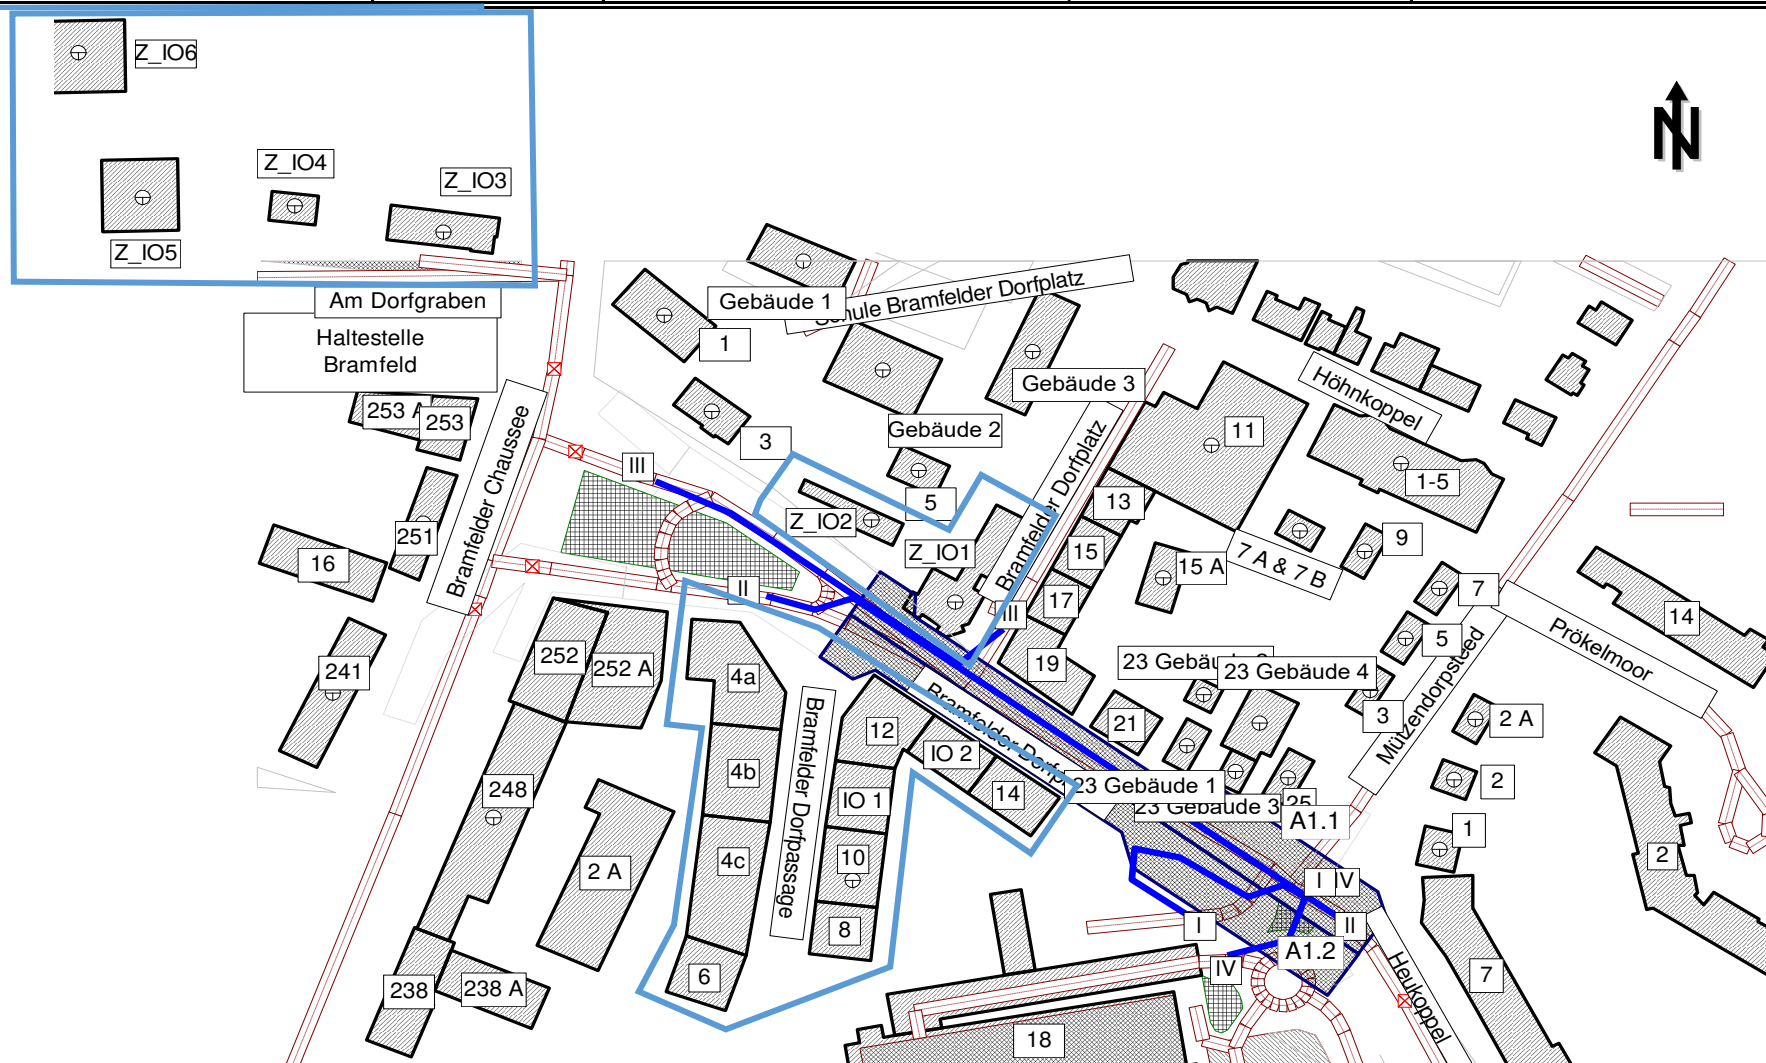 Z_IO6
N
Z_IO4
Z_IO3
Z_IO5
Am Dorfgraben
Haltestelle
Bramfeld
Gebäude 1
Schule Bramfelder Dorfplatz
1
Gebäude 3
Höhnkoppel
253 A
253
Bramfelder Chaussee
3
Gebäude 2
Bramfelder Dorfplatz
11
1-5
III
5
13
Z_IO2
Z_IO1
251
16
15
15 A
7 A & 7 B
9
7
II
III
17
14
5
Prökelmoor
252
252 A
241
4a
19
23 Gebäude 4
3
Mützendorpsteed
2 A
Bramfelder Dorfpassage
12
21
IO 2
4b
248
IO 1
14
23 Gebäude 1
23 Gebäude 3
25
A1.1
2
1
2 A
4c
10
2
I
IV
8
I
II
A1.2
6
238
238 A
IV
Heukoppel
7
18